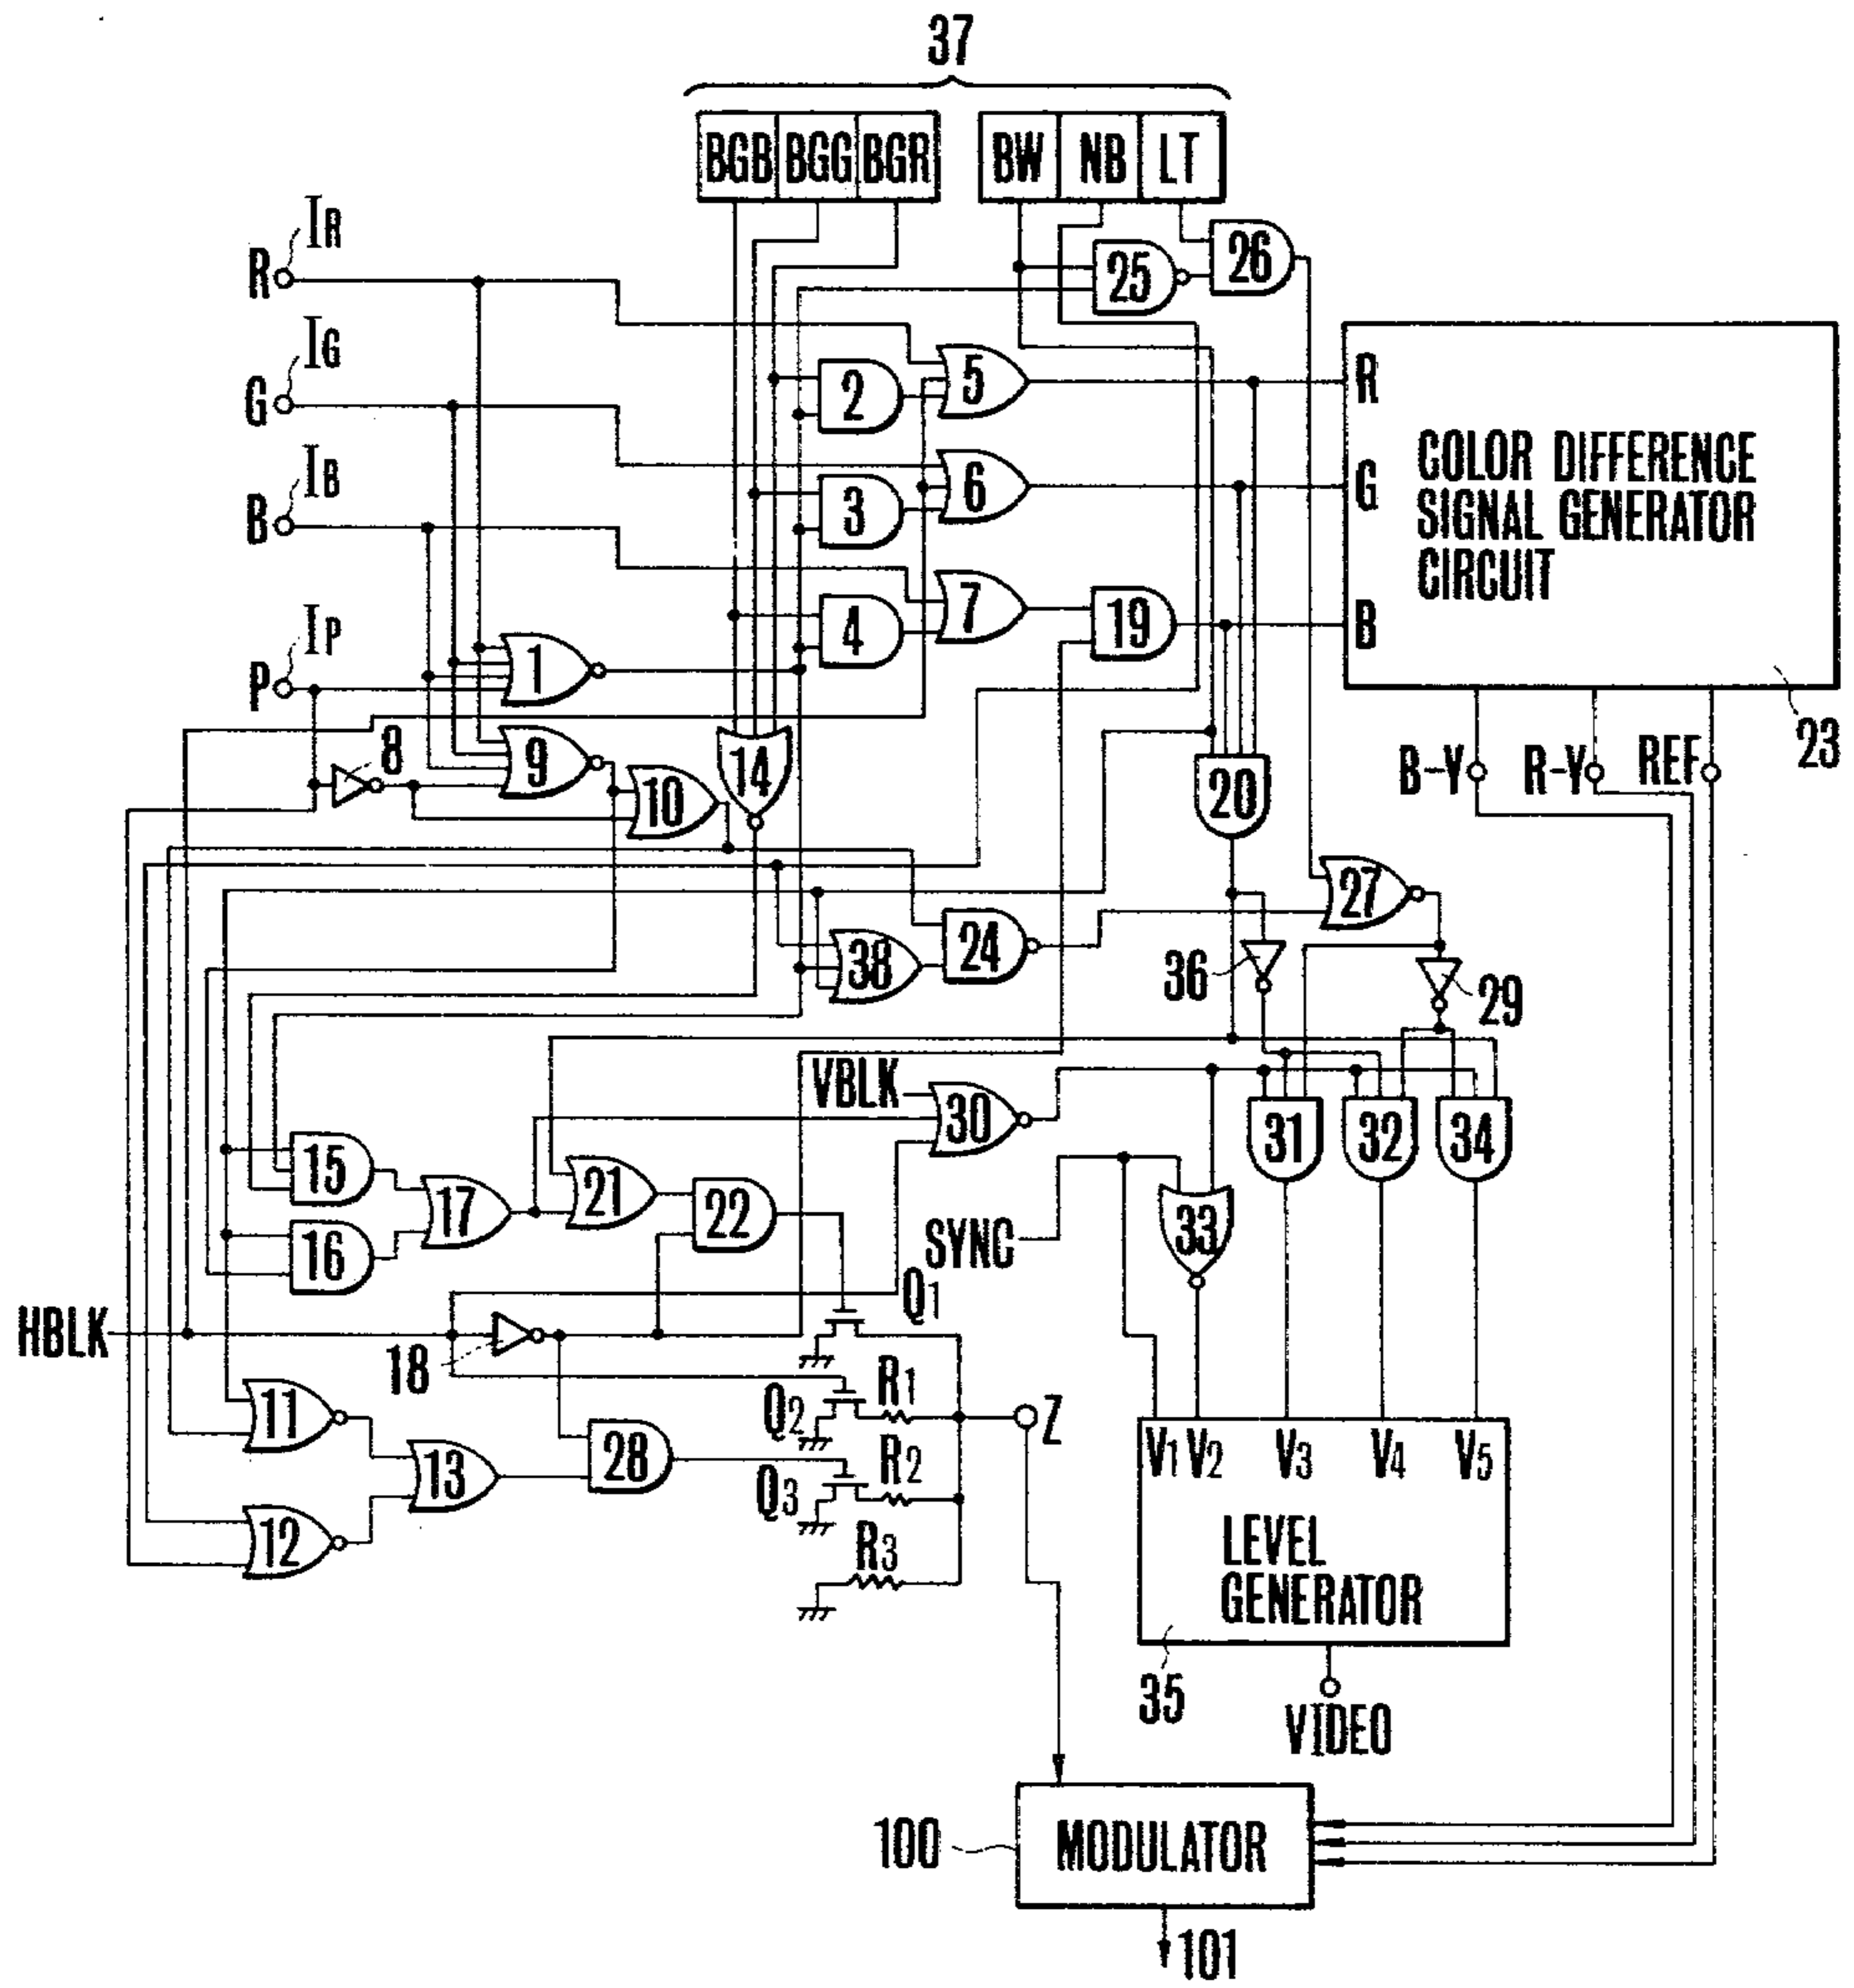 37
BGB BGG BGR BW NB LT
IR
R
26
25
IG
G
2
5
R
IB
B
3
6
G
COLOR DIFFERENCE
SIGNAL GENERATOR
CIRCUIT
IP
P
1
4
7
19
B
8
9
10
14
20
B-Y
R-Y
REF
23
27
38
24
36
29
VBLK
30
31
32
34
15
17
21
22
16
SYNC
33
Q1
HBLK
18
11
13
28
Q2
R1
Z
12
Q3
R2
R3
V1 V2 V3 V4 V5
LEVEL
GENERATOR
35
VIDEO
100
MODULATOR
101